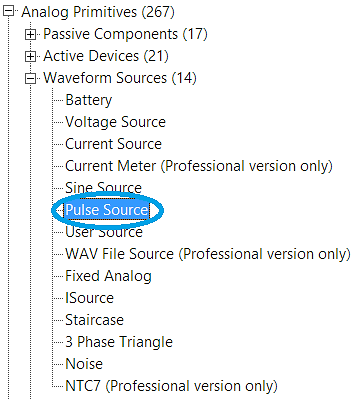 Analog Primitives (267)
Passive Components (17)
Active Devices (21)
Waveform Sources (14)
Battery
Voltage Source
Current Source
Current Meter (Professional version only)
Sine Source
Pulse Source
User Source
WAV File Source (Professional version only)
Fixed Analog
ISource
Staircase
3 Phase Triangle
Noise
NTC7 (Professional version only)